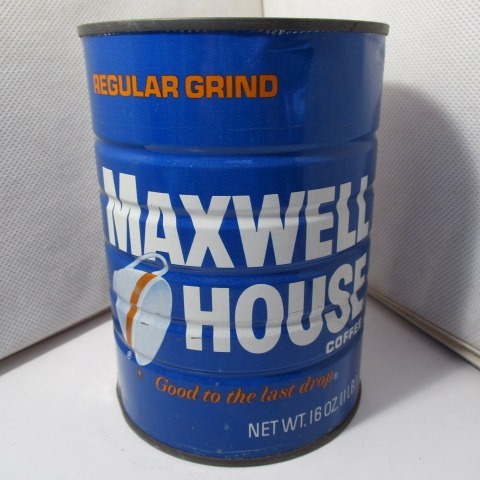 REGULAR GRIND
MAXWELL
HOUSE
COFFEE
Good to the last drop®
NET WT. 16 OZ. (1 LB.